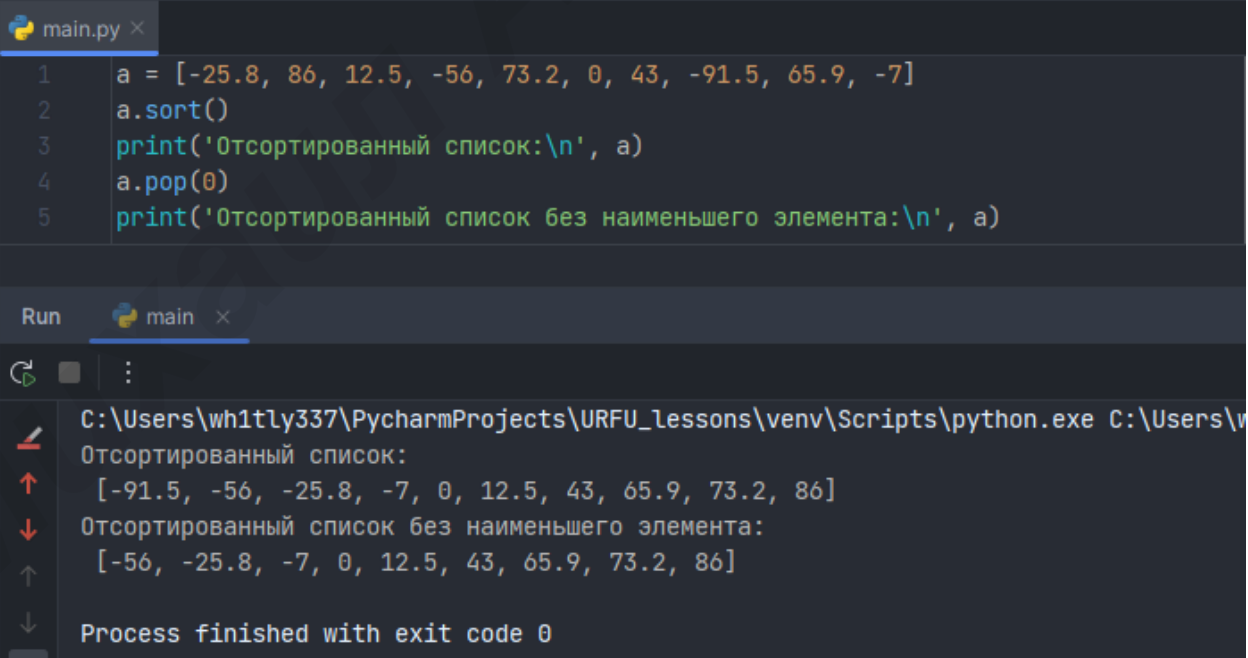 main.py
1 a = [-25.8, 86, 12.5, -56, 73.2, 0, 43, -91.5, 65.9, -7]
2 a.sort()
3 print('Отсортированный список:\n', a)
4 a.pop(0)
5 print('Отсортированный список без наименьшего элемента:\n', a)
Run main
C:\Users\wh1tly337\PycharmProjects\URFU_lessons\venv\Scripts\python.exe C:\Users\w
Отсортированный список:
[-91.5, -56, -25.8, -7, 0, 12.5, 43, 65.9, 73.2, 86]
Отсортированный список без наименьшего элемента:
[-56, -25.8, -7, 0, 12.5, 43, 65.9, 73.2, 86]
Process finished with exit code 0